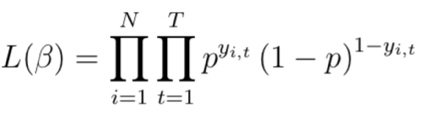 L(β) = ∏_{i=1}^{N} ∏_{t=1}^{T} p^{y_{i,t}} (1 − p)^{1−y_{i,t}}